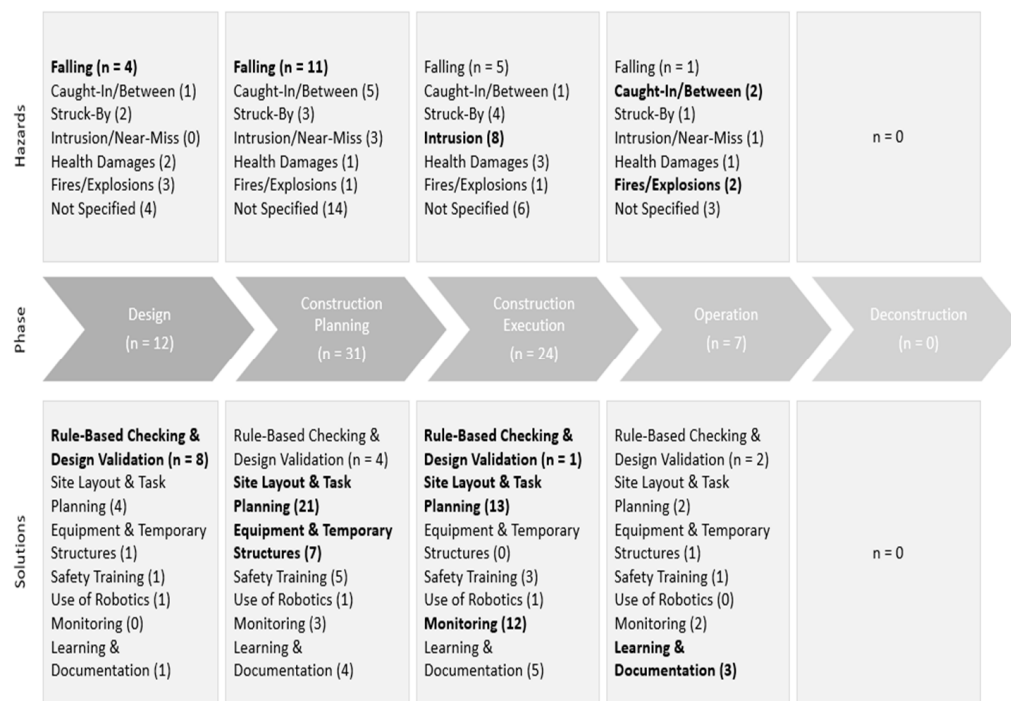 Hazards
Falling (n = 4)
Caught-In/Between (1)
Struck-By (2)
Intrusion/Near-Miss (0)
Health Damages (2)
Fires/Explosions (3)
Not Specified (4)
Falling (n = 11)
Caught-In/Between (5)
Struck-By (3)
Intrusion/Near-Miss (3)
Health Damages (1)
Fires/Explosions (1)
Not Specified (14)
Falling (n = 5)
Caught-In/Between (1)
Struck-By (4)
Intrusion (8)
Health Damages (3)
Fires/Explosions (1)
Not Specified (6)
Falling (n = 1)
Caught-In/Between (2)
Struck-By (1)
Intrusion/Near-Miss (1)
Health Damages (1)
Fires/Explosions (2)
Not Specified (3)
n = 0
Phase
Design
(n = 12)
Construction
Planning
(n = 31)
Construction
Execution
(n = 24)
Operation
(n = 7)
Deconstruction
(n = 0)
Solutions
Rule-Based Checking &
Design Validation (n = 8)
Site Layout & Task
Planning (4)
Equipment & Temporary
Structures (1)
Safety Training (1)
Use of Robotics (1)
Monitoring (0)
Learning &
Documentation (1)
Rule-Based Checking &
Design Validation (n = 4)
Site Layout & Task
Planning (21)
Equipment & Temporary
Structures (7)
Safety Training (5)
Use of Robotics (1)
Monitoring (3)
Learning &
Documentation (4)
Rule-Based Checking &
Design Validation (n = 1)
Site Layout & Task
Planning (13)
Equipment & Temporary
Structures (0)
Safety Training (3)
Use of Robotics (1)
Monitoring (12)
Learning &
Documentation (5)
Rule-Based Checking &
Design Validation (n = 2)
Site Layout & Task
Planning (2)
Equipment & Temporary
Structures (1)
Safety Training (1)
Use of Robotics (0)
Monitoring (2)
Learning &
Documentation (3)
n = 0